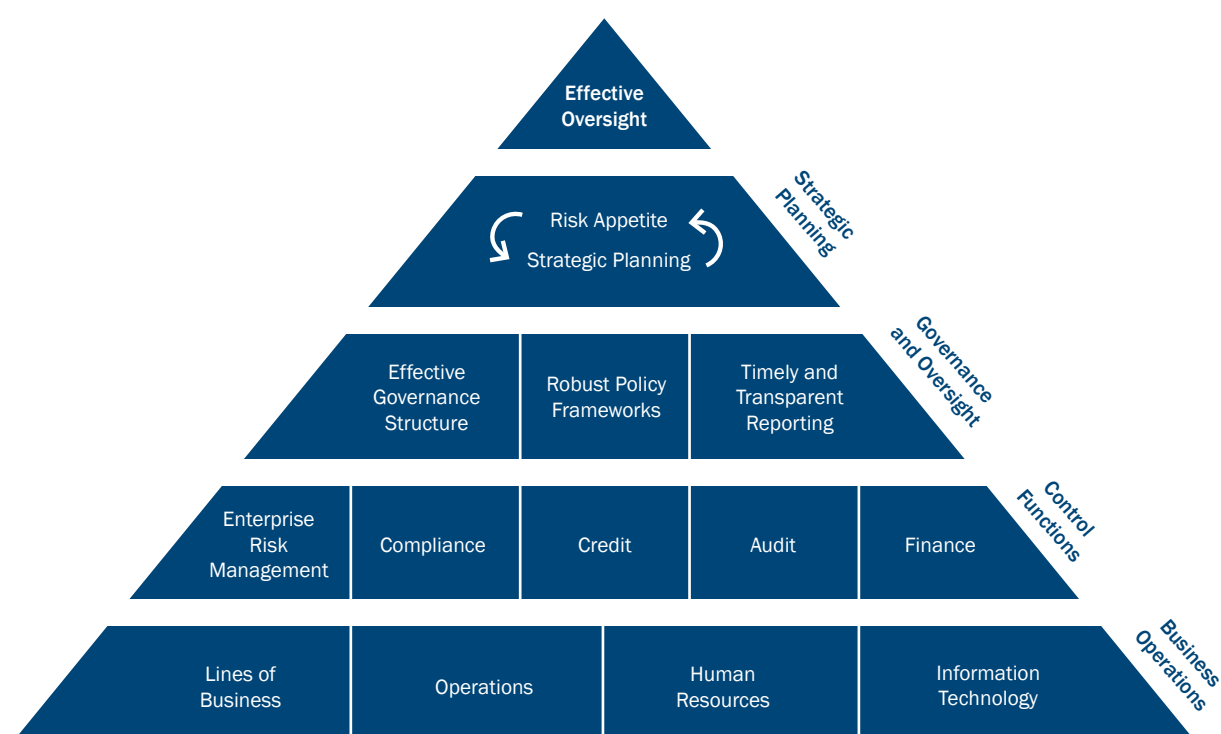 Effective
Oversight
Strategic
Planning
Risk Appetite
Strategic Planning
Governance
and Oversight
Effective
Governance
Structure
Robust Policy
Frameworks
Timely and
Transparent
Reporting
Control
Functions
Enterprise
Risk
Management
Compliance
Credit
Audit
Finance
Business
Operations
Lines of
Business
Operations
Human
Resources
Information
Technology